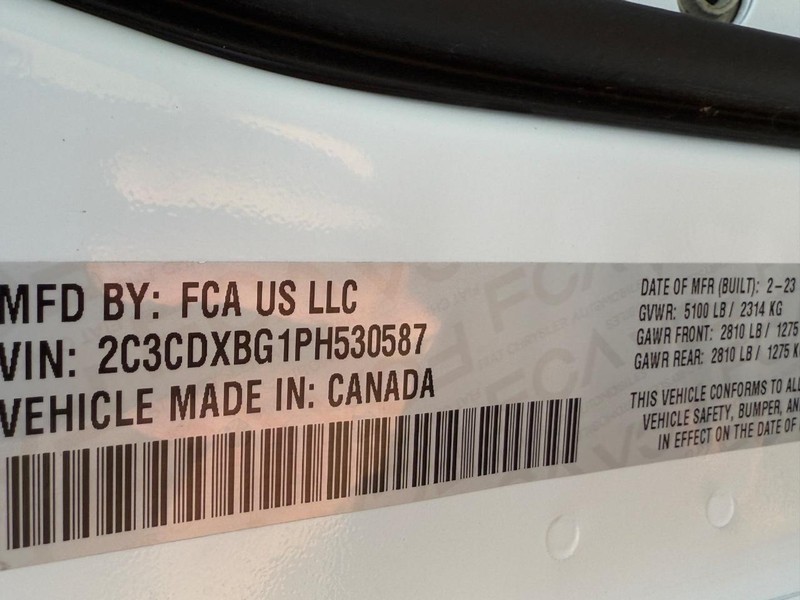 MFD BY: FCA US LLC
VIN: 2C3CDXBG1PH530587
VEHICLE MADE IN: CANADA
DATE OF MFR (BUILT): 2-23
GVWR: 5100 LB / 2314 KG
GAWR FRONT: 2810 LB / 1275
GAWR REAR: 2810 LB / 1275 K
THIS VEHICLE CONFORMS TO ALL
VEHICLE SAFETY, BUMPER, AN
IN EFFECT ON THE DATE OF